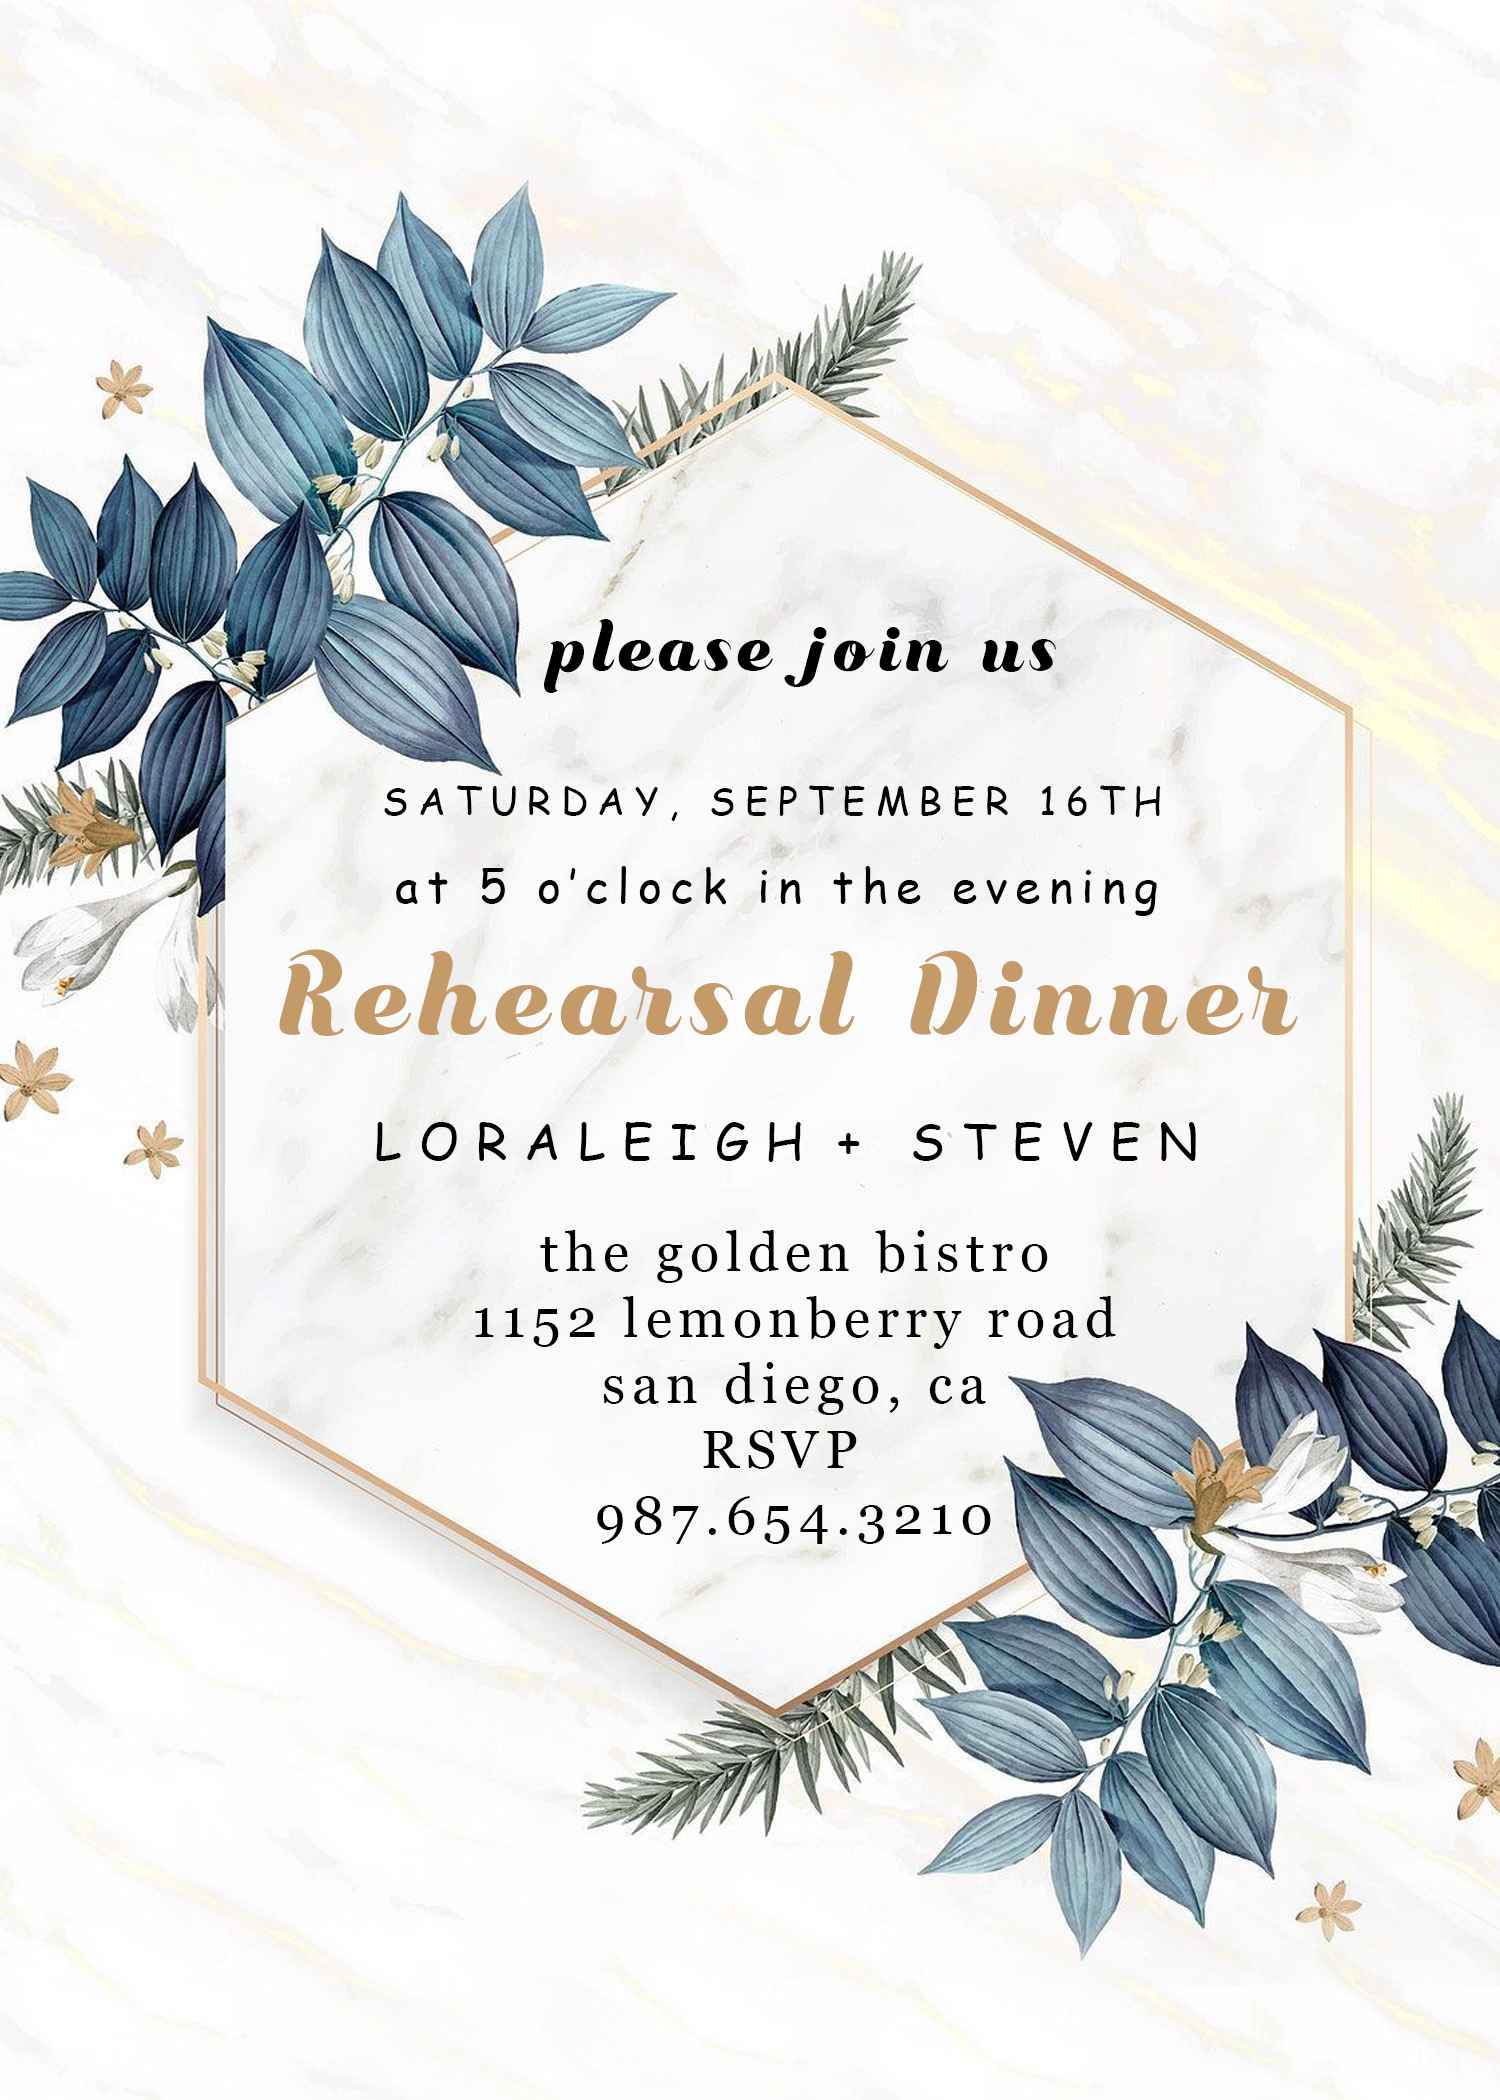 please join us
SATURDAY, SEPTEMBER 16TH
at 5 o'clock in the evening
Rehearsal Dinner
LORALEIGH + STEVEN
the golden bistro
1152 lemonberry road
san diego, ca
RSVP
987.654.3210